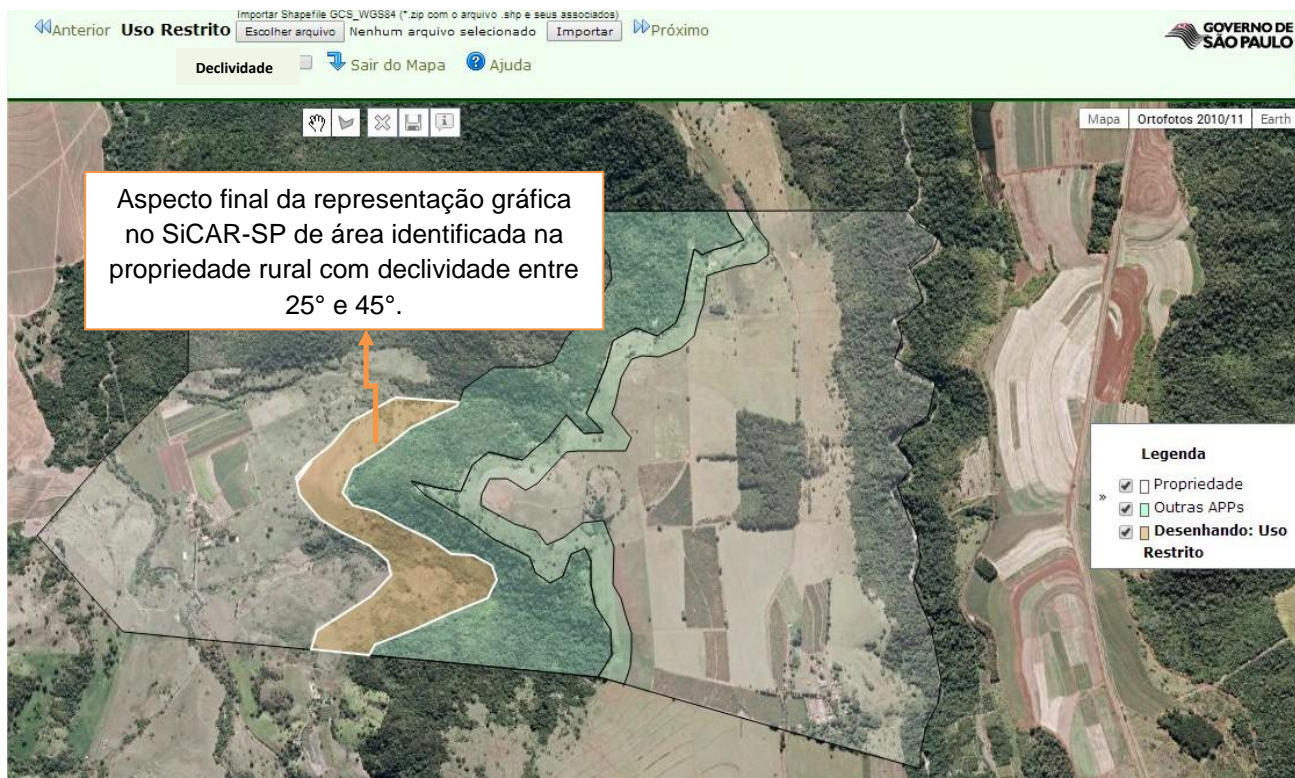 Importar Shapefile GCS_WGS84 (*.zip com o arquivo .shp e seus associados)
Anterior Uso Restrito Escolher arquivo Nenhum arquivo selecionado Importar Próximo
GOVERNO DE
SÃO PAULO
Declividade Sair do Mapa Ajuda
Mapa Ortofotos 2010/11 Earth
Aspecto final da representação gráfica
no SiCAR-SP de área identificada na
propriedade rural com declividade entre
25° e 45°.
Legenda
» Propriedade
Outras APPs
Desenhando: Uso
Restrito